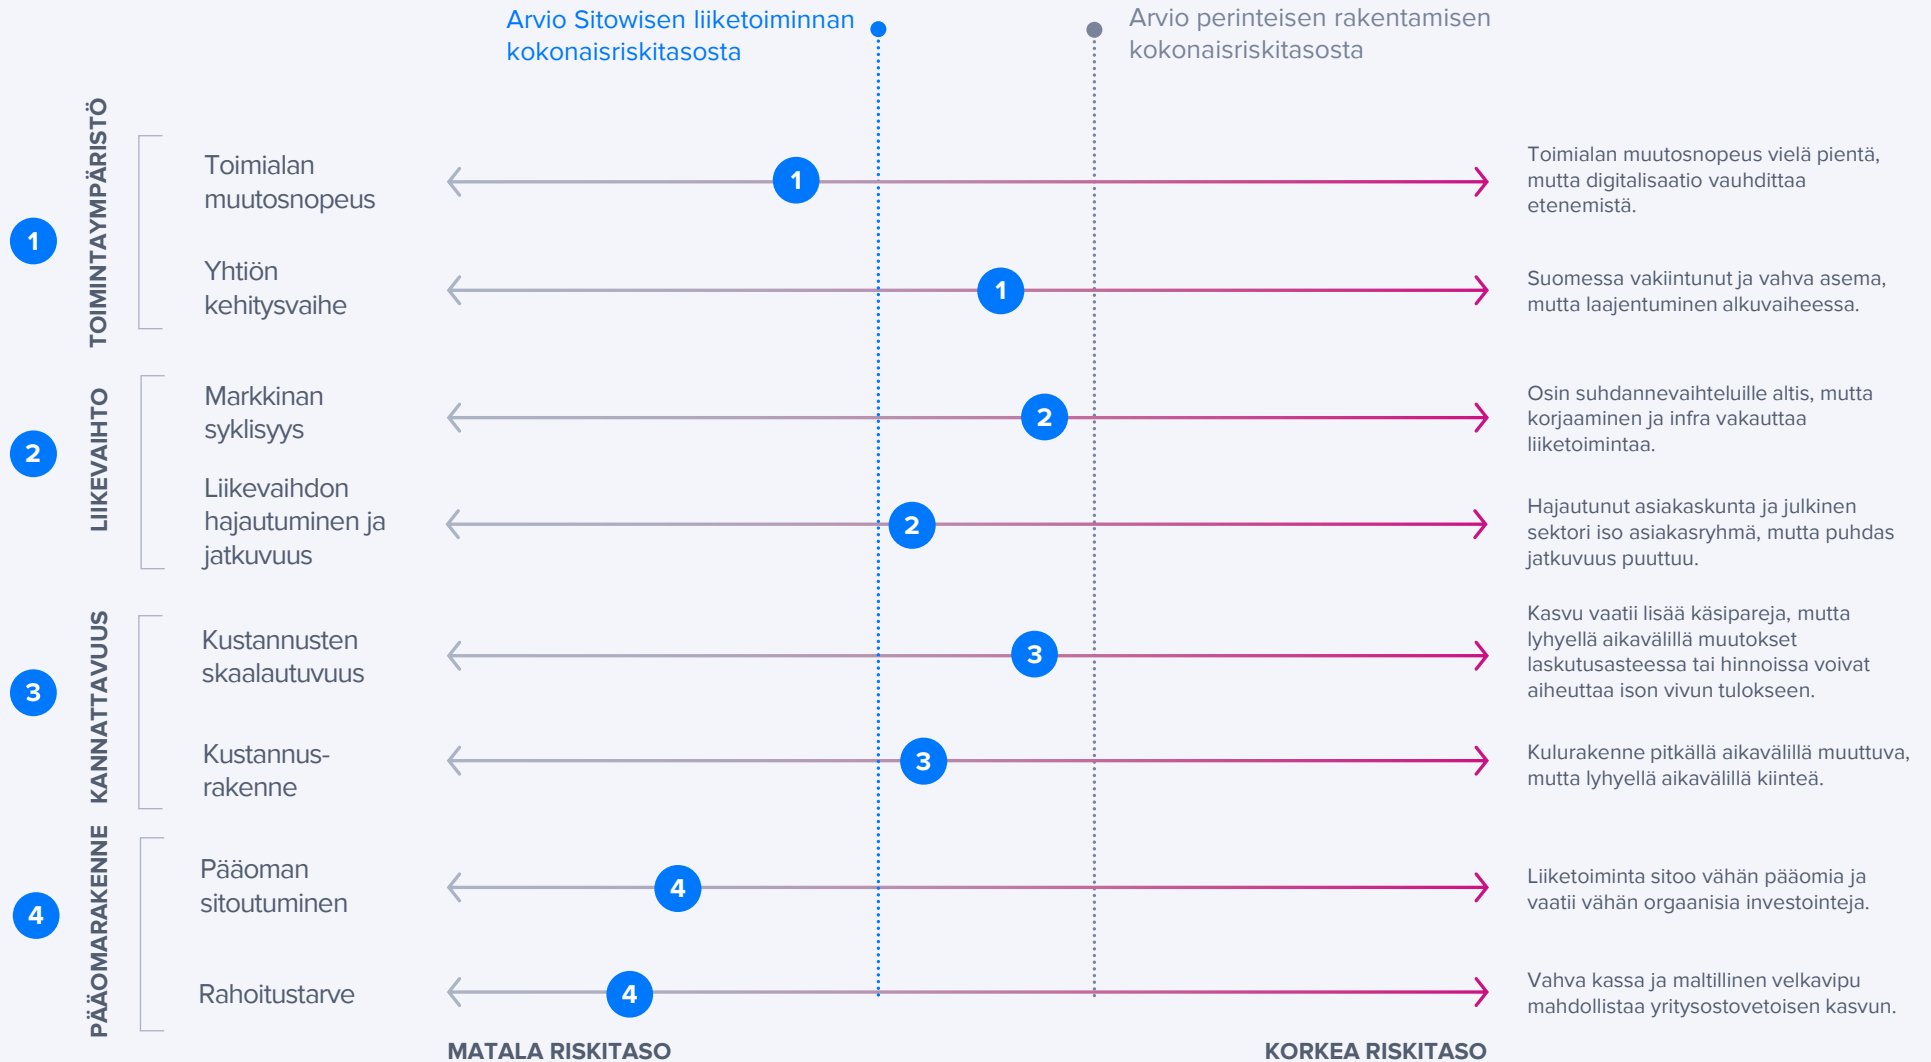 Arvio Sitowisen liiketoiminnan
kokonaisriskitasosta
Arvio perinteisen rakentamisen
kokonaisriskitasosta
1
TOIMINTAYMPÄRISTÖ
Toimialan
muutosnopeus
1
Toimialan muutosnopeus vielä pientä,
mutta digitalisaatio vauhdittaa
etenemistä.
Yhtiön
kehitysvaihe
1
Suomessa vakiintunut ja vahva asema,
mutta laajentuminen alkuvaiheessa.
2
LIIKEVAIHTO
Markkinan
syklisyys
2
Osin suhdannevaihteluille altis, mutta
korjaaminen ja infra vakauttaa
liiketoimintaa.
Liikevaihdon
hajautuminen ja
jatkuvuus
2
Hajautunut asiakaskunta ja julkinen
sektori iso asiakasryhmä, mutta puhdas
jatkuvuus puuttuu.
3
KANNATTAVUUS
Kustannusten
skaalautuvuus
3
Kasvu vaatii lisää käsipareja, mutta
lyhyellä aikavälillä muutokset
laskutusasteessa tai hinnoissa voivat
aiheuttaa ison vivun tulokseen.
Kustannus-
rakenne
3
Kulurakenne pitkällä aikavälillä muuttuva,
mutta lyhyellä aikavälillä kiinteä.
4
PÄÄOMARAKENNE
Pääoman
sitoutuminen
4
Liiketoiminta sitoo vähän pääomia ja
vaatii vähän orgaanisia investointeja.
Rahoitustarve
4
Vahva kassa ja maltillinen velkavipu
mahdollistaa yritysostovetoisen kasvun.
MATALA RISKITASO
KORKEA RISKITASO